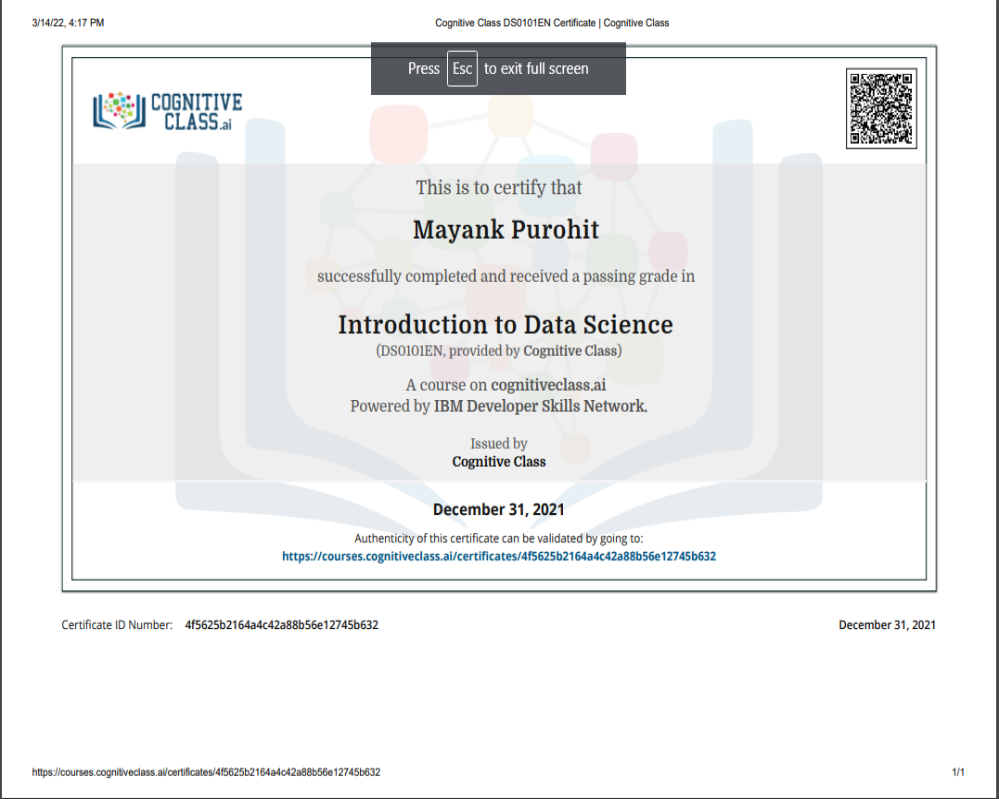 3/14/22, 4:17 PM
Cognitive Class DS0101EN Certificate | Cognitive Class
Press Esc to exit full screen
COGNITIVE
CLASS.ai
This is to certify that
Mayank Purohit
successfully completed and received a passing grade in
Introduction to Data Science
(DS0101EN, provided by Cognitive Class)
A course on cognitiveclass.ai
Powered by IBM Developer Skills Network.
Issued by
Cognitive Class
December 31, 2021
Authenticity of this certificate can be validated by going to:
https://courses.cognitiveclass.ai/certificates/4f5625b2164a4c42a88b56e12745b632
Certificate ID Number: 4f5625b2164a4c42a88b56e12745b632
December 31, 2021
https://courses.cognitiveclass.ai/certificates/4f5625b2164a4c42a88b56e12745b632
1/1